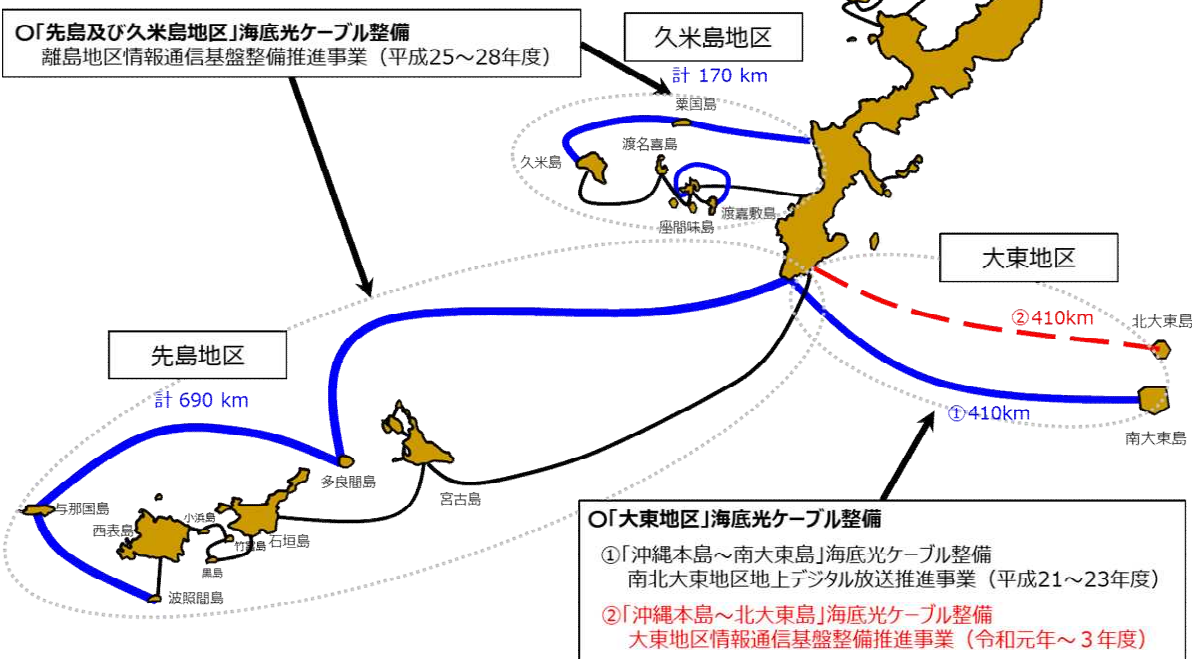 〇｢先島及び久米島地区｣海底光ケーブル整備
離島地区情報通信基盤整備推進事業（平成25～28年度）
久米島地区
計 170 km
粟国島
渡名喜島
久米島
座間味島
渡嘉敷島
大東地区
②410km
北大東島
①410km
南大東島
先島地区
計 690 km
多良間島
宮古島
与那国島
西表島
小浜島
竹富島
石垣島
黒島
波照間島
〇｢大東地区｣海底光ケーブル整備
①｢沖縄本島～南大東島｣海底光ケーブル整備
南北大東地区地上デジタル放送推進事業（平成21～23年度）
②｢沖縄本島～北大東島｣海底光ケーブル整備
大東地区情報通信基盤整備推進事業（令和元年～３年度）